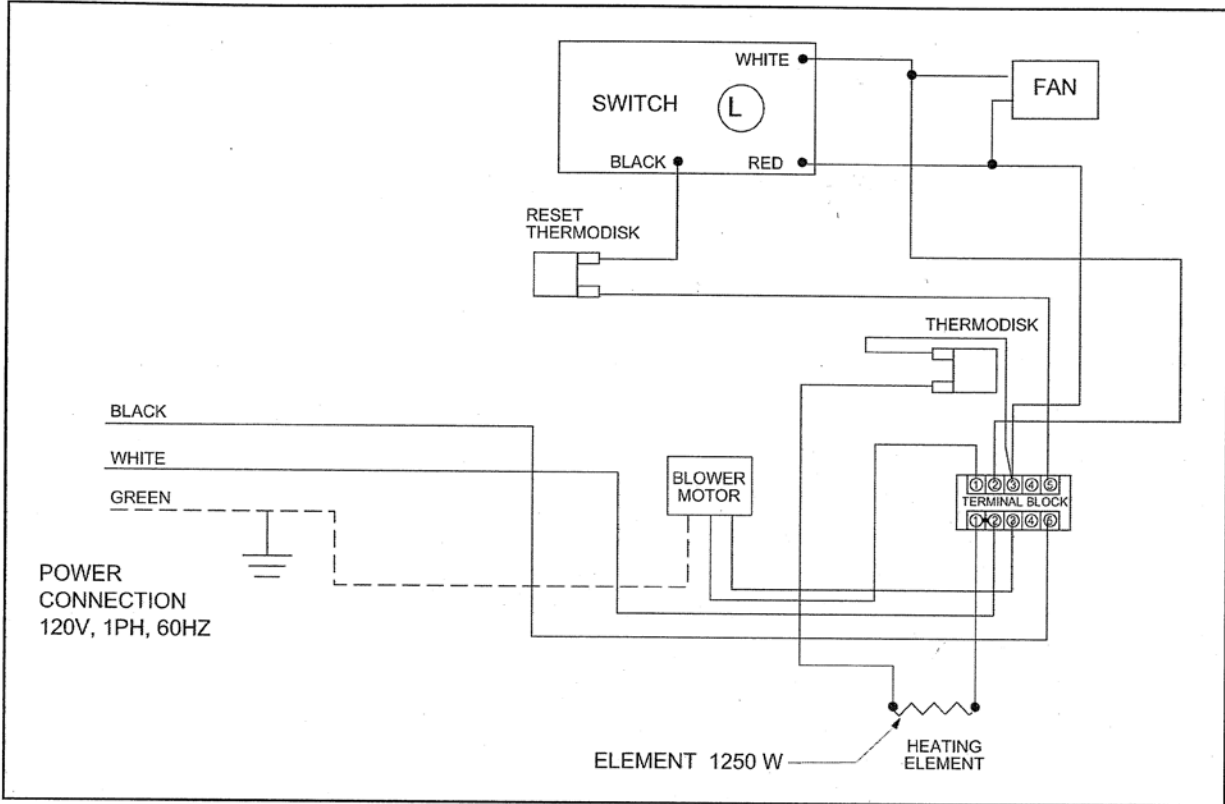 WHITE
SWITCH
L
FAN
BLACK
RED
RESET
THERMODISK
THERMODISK
BLACK
WHITE
BLOWER
MOTOR
GREEN
1 2 3 4 5
TERMINAL BLOCK
1 2 3 4 5
POWER
CONNECTION
120V, 1PH, 60HZ
ELEMENT 1250 W
HEATING
ELEMENT